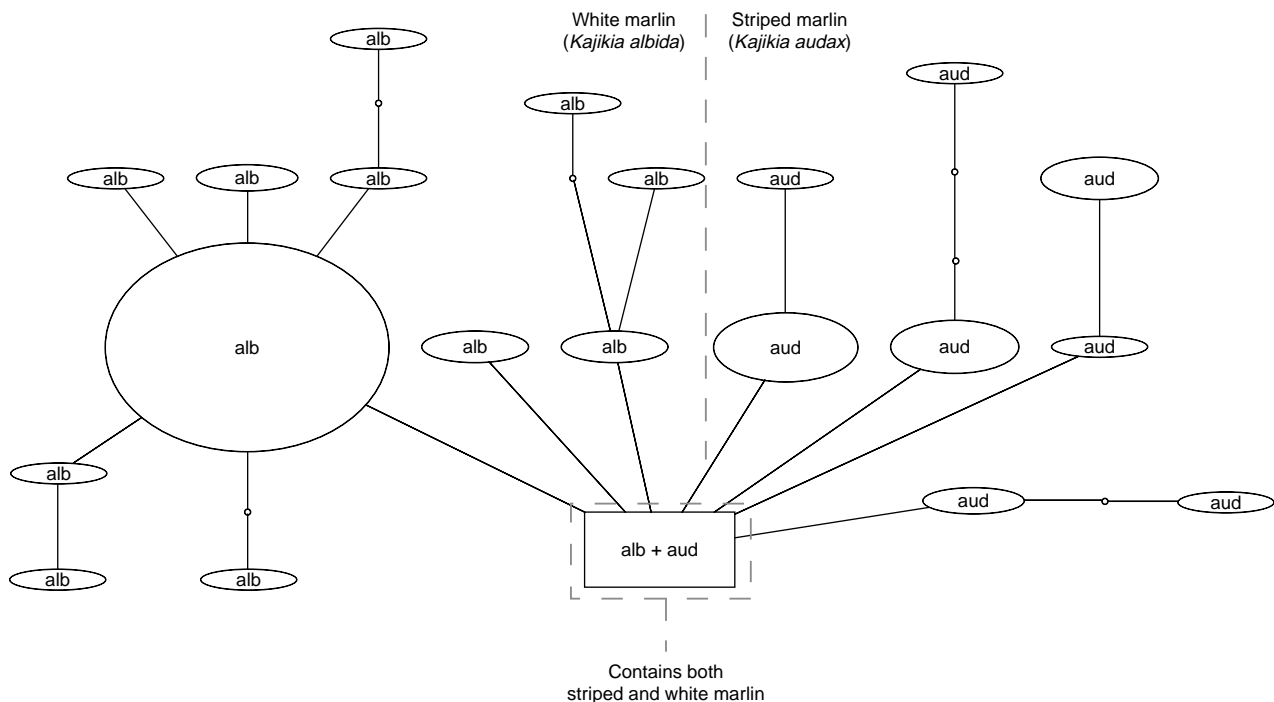 White marlin
(Kajikia albida)
Striped marlin
(Kajikia audax)
alb
aud
alb
alb
alb
alb
alb
aud
aud
alb
alb
alb
aud
aud
aud
alb
aud
aud
alb + aud
alb
alb
Contains both
striped and white marlin